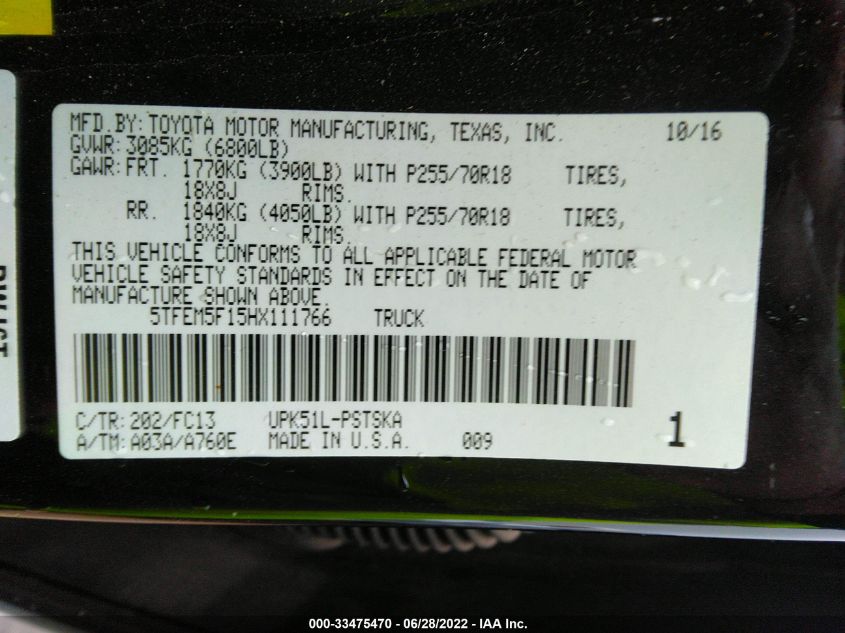 MFD.BY: TOYOTA MOTOR MANUFACTURING, TEXAS, INC. 10/16
GVWR: 3085KG (6800LB)
GAWR: FRT. 1770KG (3900LB) WITH P255/70R18 TIRES,
18X8J RIMS.
RR. 1840KG (4050LB) WITH P255/70R18 TIRES,
18X8J RIMS.
THIS VEHICLE CONFORMS TO ALL APPLICABLE FEDERAL MOTOR
VEHICLE SAFETY STANDARDS IN EFFECT ON THE DATE OF
MANUFACTURE SHOWN ABOVE.
5TFEM5F15HX111766 TRUCK
C/TR: 202/FC13 UPK51L-PSTSKA
A/TM: A03A/A760E MADE IN U.S.A. 009 1
000-33475470 - 06/28/2022 - IAA Inc.